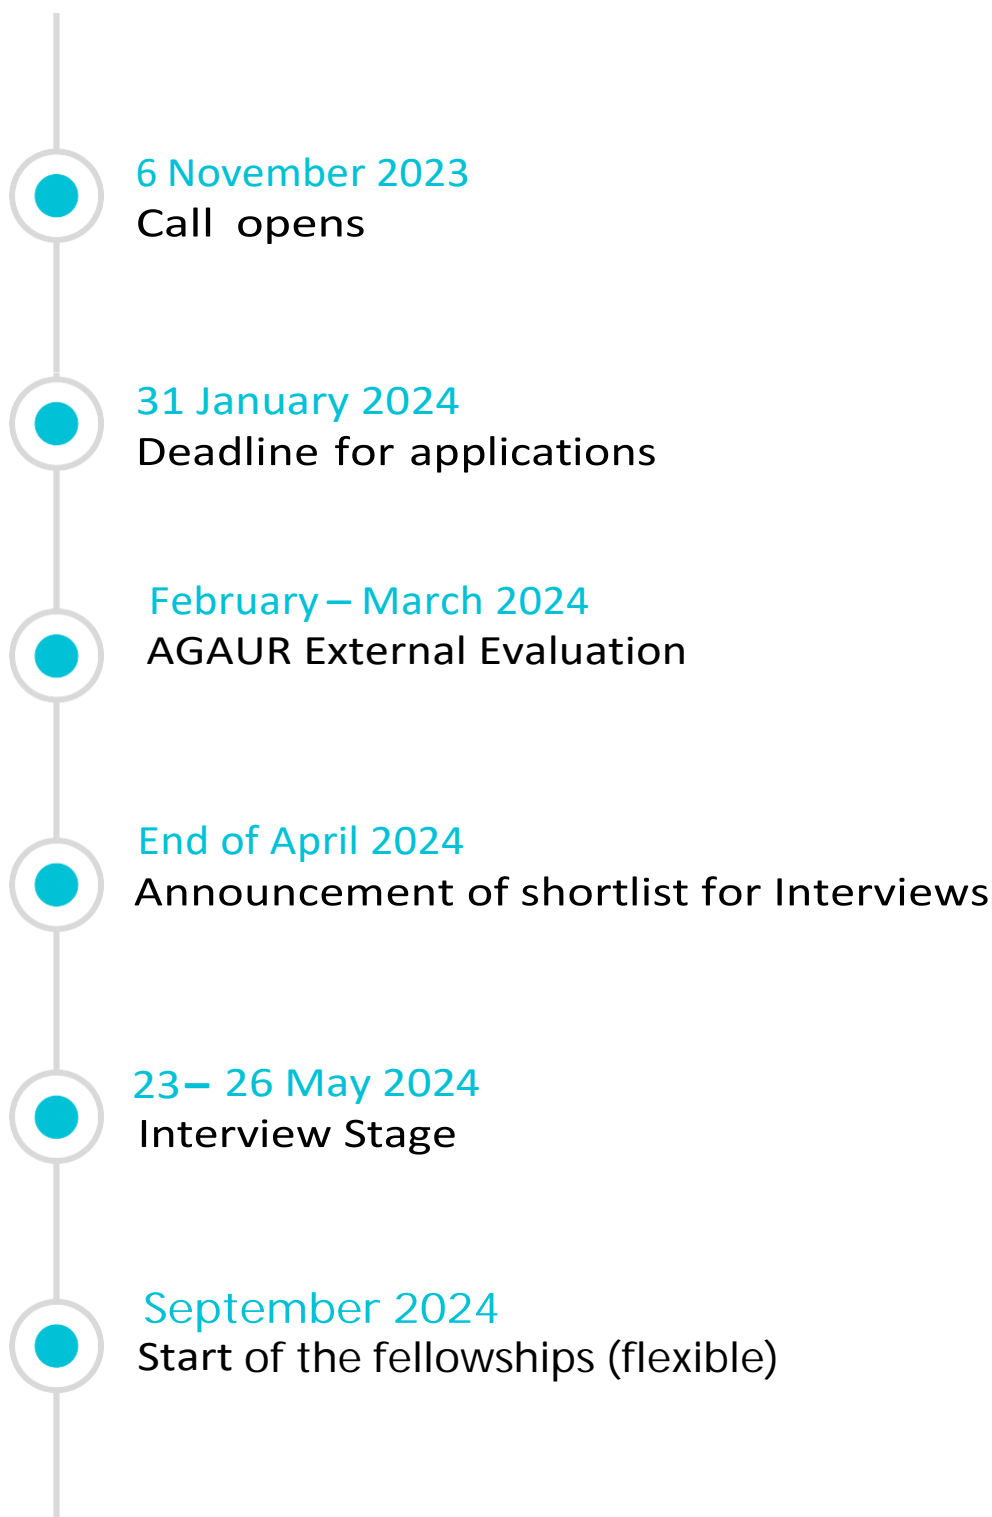 6 November 2023
Call opens
31 January 2024
Deadline for applications
February – March 2024
AGAUR External Evaluation
End of April 2024
Announcement of shortlist for Interviews
23 – 26 May 2024
Interview Stage
September 2024
Start of the fellowships (flexible)